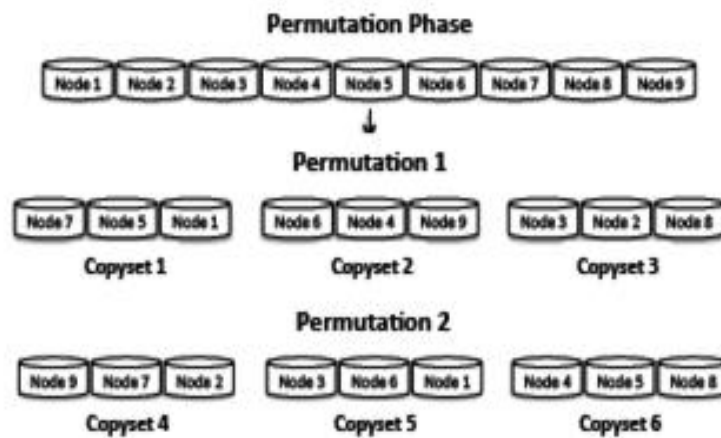 Permutation Phase
Node 1 Node 2 Node 3 Node 4 Node 5 Node 6 Node 7 Node 8 Node 9
Permutation 1
Node 7 Node 5 Node 1 Node 6 Node 4 Node 9 Node 3 Node 2 Node 8
Copyset 1 Copyset 2 Copyset 3
Permutation 2
Node 9 Node 7 Node 2 Node 3 Node 6 Node 1 Node 4 Node 5 Node 8
Copyset 4 Copyset 5 Copyset 6